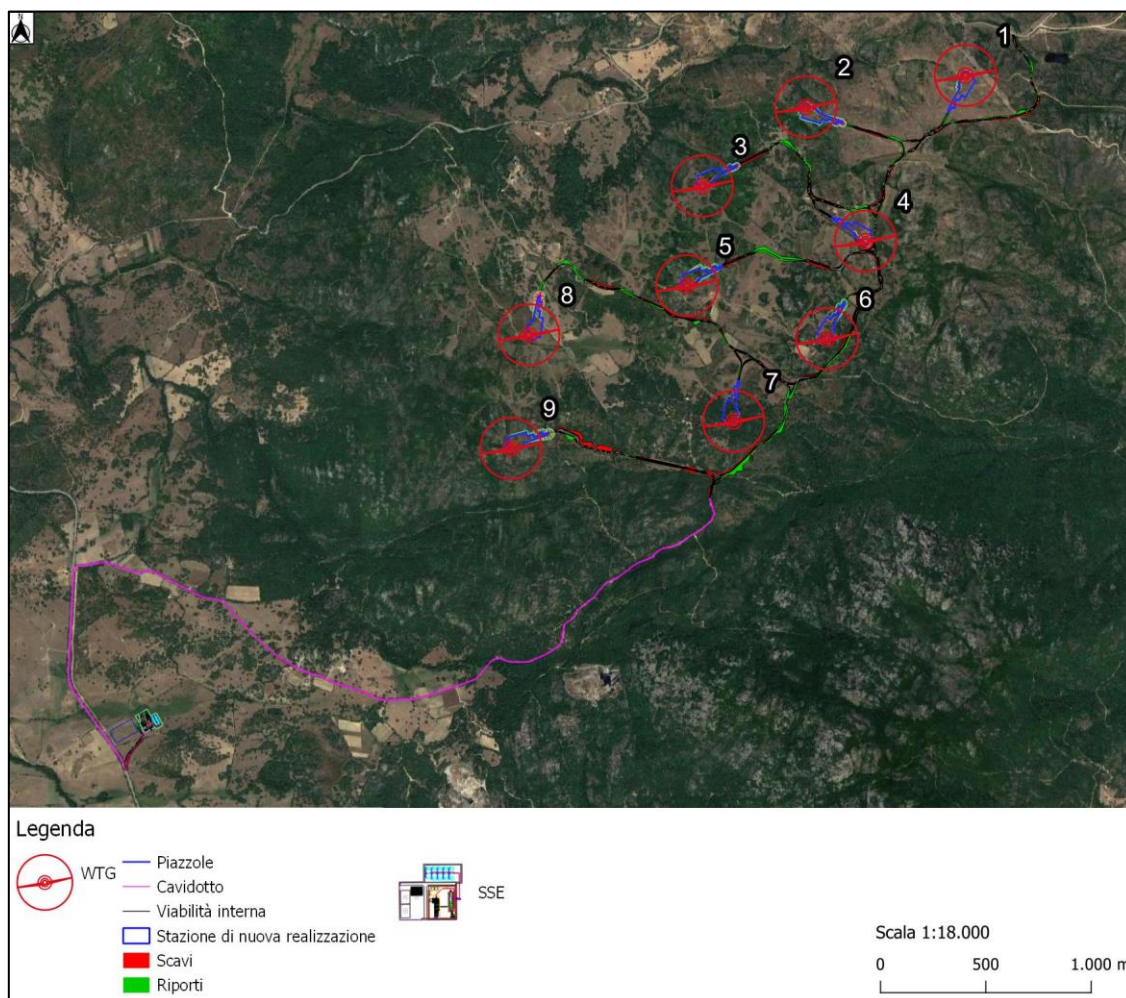 N
1
2
3
4
5
6
7
8
9
Legenda
WTG
Piazzole
Cavidotto
Viabilità interna
Stazione di nuova realizzazione
Scavi
Riporti
SSE
Scala 1:18.000
0 500 1.000 m